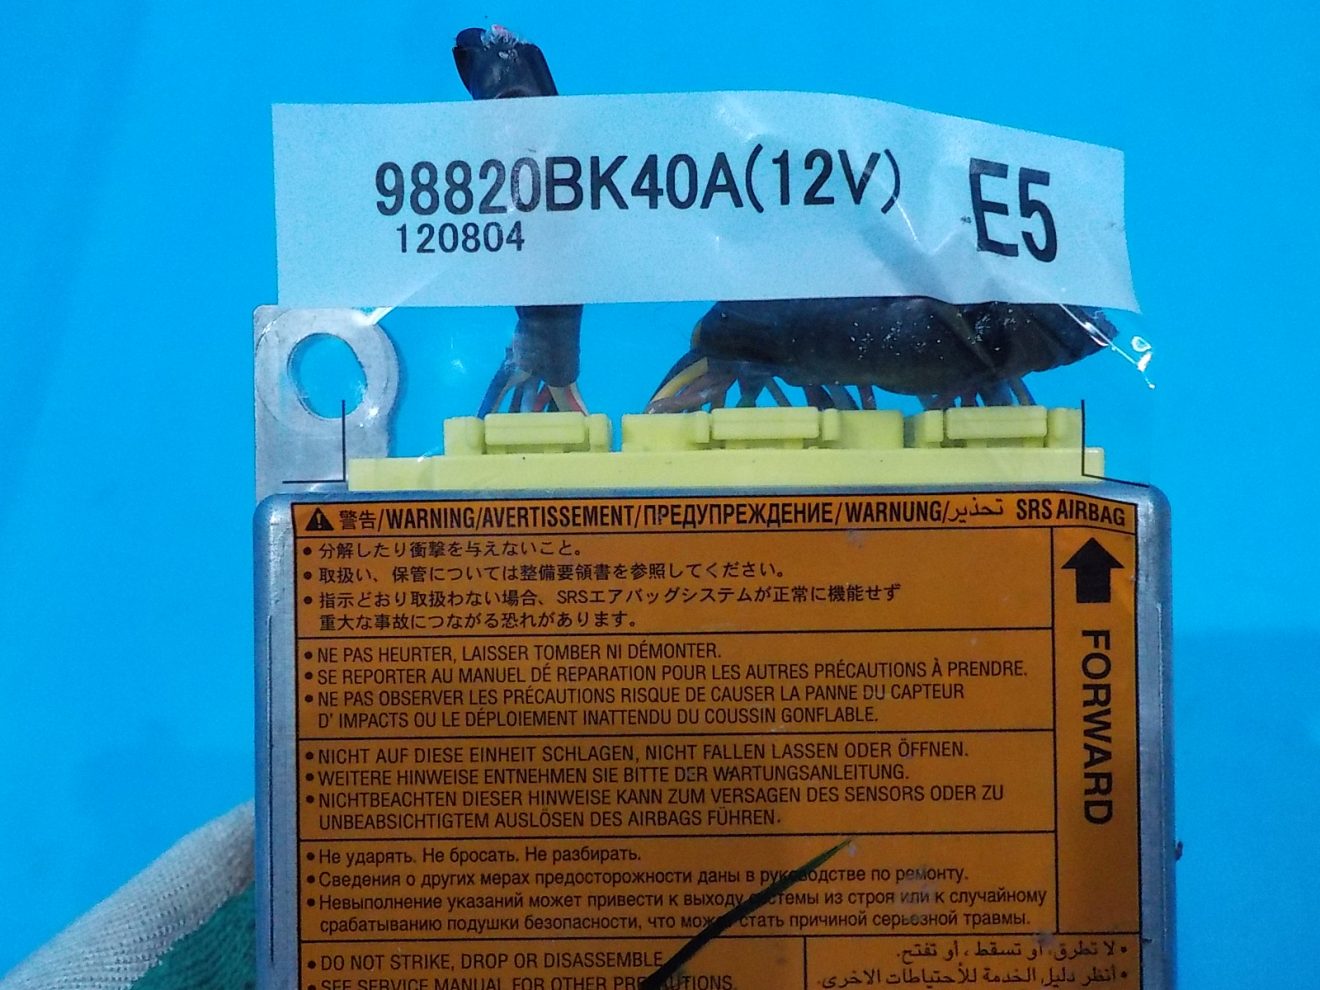 98820BK40A(12V) E5
120804
警告/WARNING/AVERTISSEMENT/ПРЕДУПРЕЖДЕНИЕ/WARNUNG/تحذير SRS AIRBAG
• 分解したり衝撃を与えないこと。
• 取扱い、保管については整備要領書を参照してください。
• 指示どおり取扱わない場合、SRSエアバッグシステムが正常に機能せず
重大な事故につながる恐れがあります。
FORWARD
• NE PAS HEURTER, LAISSER TOMBER NI DÉMONTER.
• SE REPORTER AU MANUEL DÉ REPARATION POUR LES AUTRES PRÉCAUTIONS À PRENDRE.
• NE PAS OBSERVER LES PRÉCAUTIONS RISQUE DE CAUSER LA PANNE DU CAPTEUR
D' IMPACTS OU LE DÉPLOIEMENT INATTENDU DU COUSSIN GONFLABLE.
• NICHT AUF DIESE EINHEIT SCHLAGEN, NICHT FALLEN LASSEN ODER ÖFFNEN.
• WEITERE HINWEISE ENTNEHMEN SIE BITTE DER WARTUNGSANLEITUNG.
• NICHTBEACHTEN DIESER HINWEISE KANN ZUM VERSAGEN DES SENSORS ODER ZU
UNBEABSICHTIGTEM AUSLÖSEN DES AIRBAGS FÜHREN.
• Не ударять. Не бросать. Не разбирать.
• Сведения о других мерах предосторожности даны в руководстве по ремонту.
• Невыполнение указаний может привести к выходу системы из строя или к случайному
срабатыванию подушки безопасности, что может стать причиной серьезной травмы.
• DO NOT STRIKE, DROP OR DISASSEMBLE
• لا تطرق، أو تسقط ، أو تفتح.
• SEE SERVICE MANUAL FOR OTHER PRECAUTIONS.
• أنظر دليل الخدمة للأحتياطات الاخرى